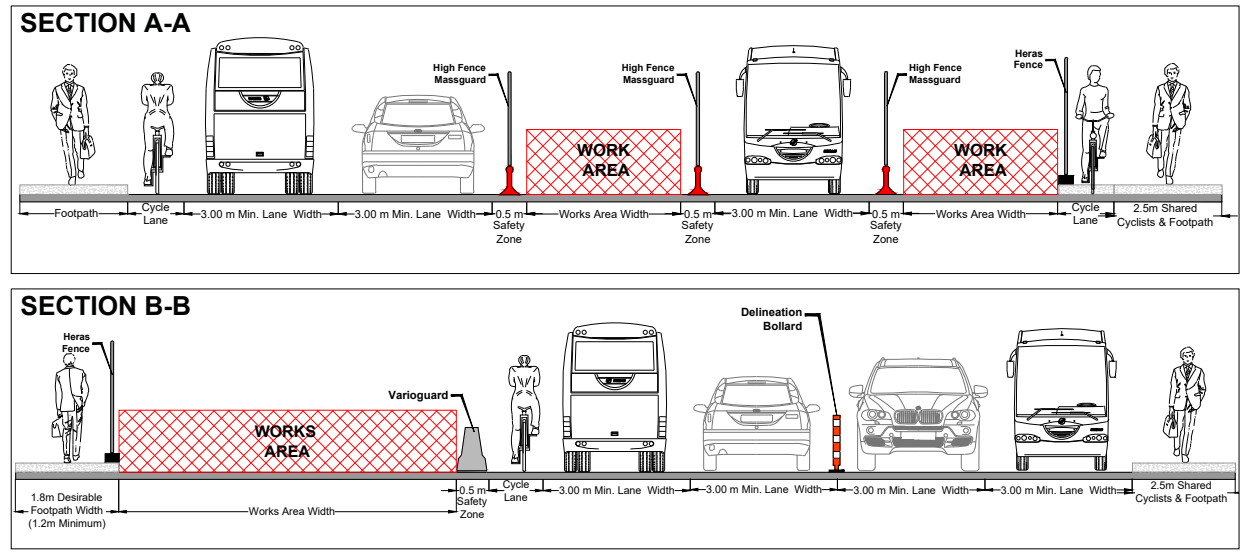 SECTION A-A
High Fence
Massguard
High Fence
Massguard
High Fence
Massguard
Heras
Fence
WORK
AREA
WORK
AREA
Footpath
Cycle
Lane
3.00 m Min. Lane Width
3.00 m Min. Lane Width
0.5 m
Safety
Zone
Works Area Width
0.5 m
Safety
Zone
3.00 m Min. Lane Width
0.5 m
Safety
Zone
Works Area Width
Cycle
Lane
2.5m Shared
Cyclists & Footpath
SECTION B-B
Heras
Fence
WORKS
AREA
Varioguard
Delineation
Bollard
1.8m Desirable
Footpath Width
(1.2m Minimum)
Works Area Width
0.5 m
Safety
Zone
Cycle
Lane
3.00 m Min. Lane Width
3.00 m Min. Lane Width
3.00 m Min. Lane Width
3.00 m Min. Lane Width
2.5m Shared
Cyclists & Footpath